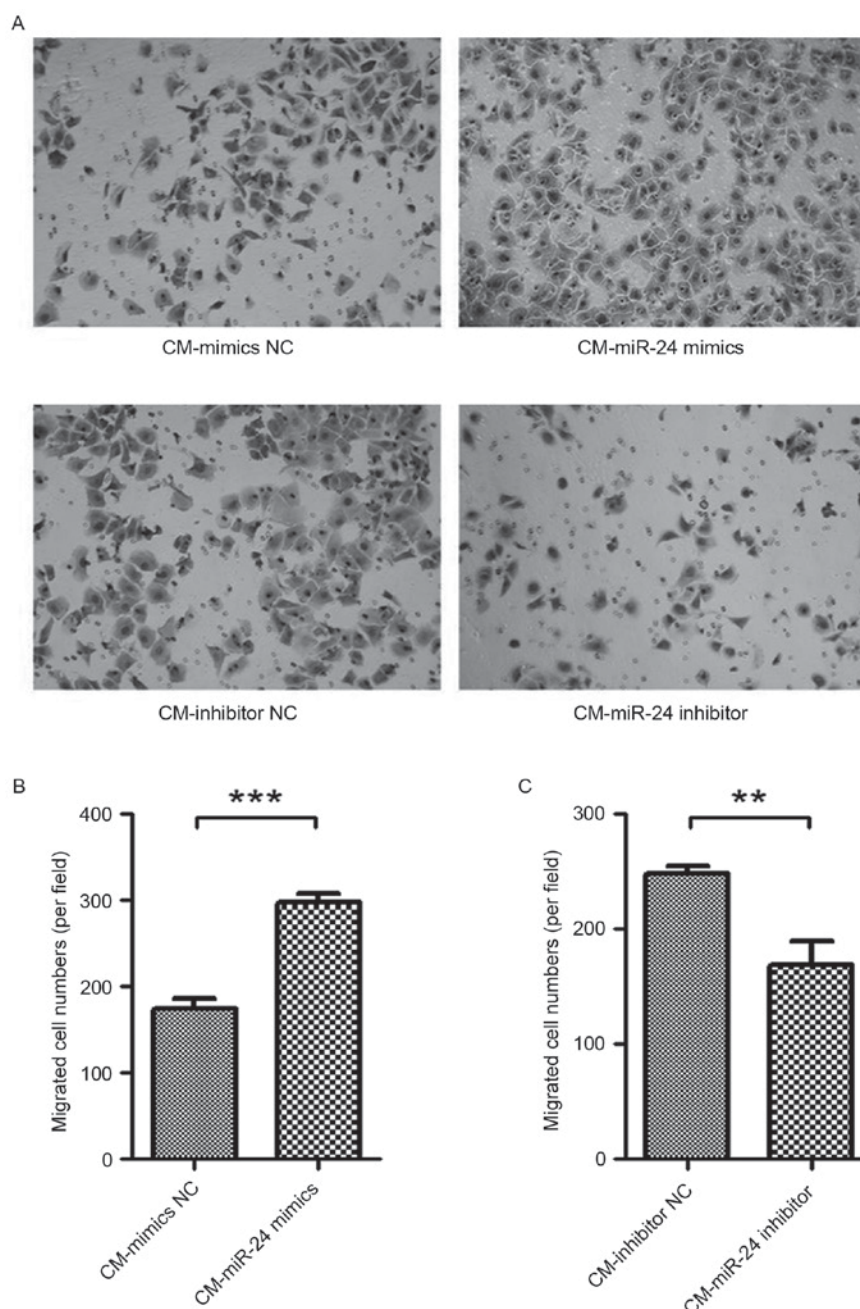 A
CM-mimics NC
CM-miR-24 mimics
CM-inhibitor NC
CM-miR-24 inhibitor
B
Migrated cell numbers (per field)
400
300
200
100
0
***
CM-mimics NC
CM-miR-24 mimics
C
Migrated cell numbers (per field)
300
200
100
0
**
CM-inhibitor NC
CM-miR-24 inhibitor